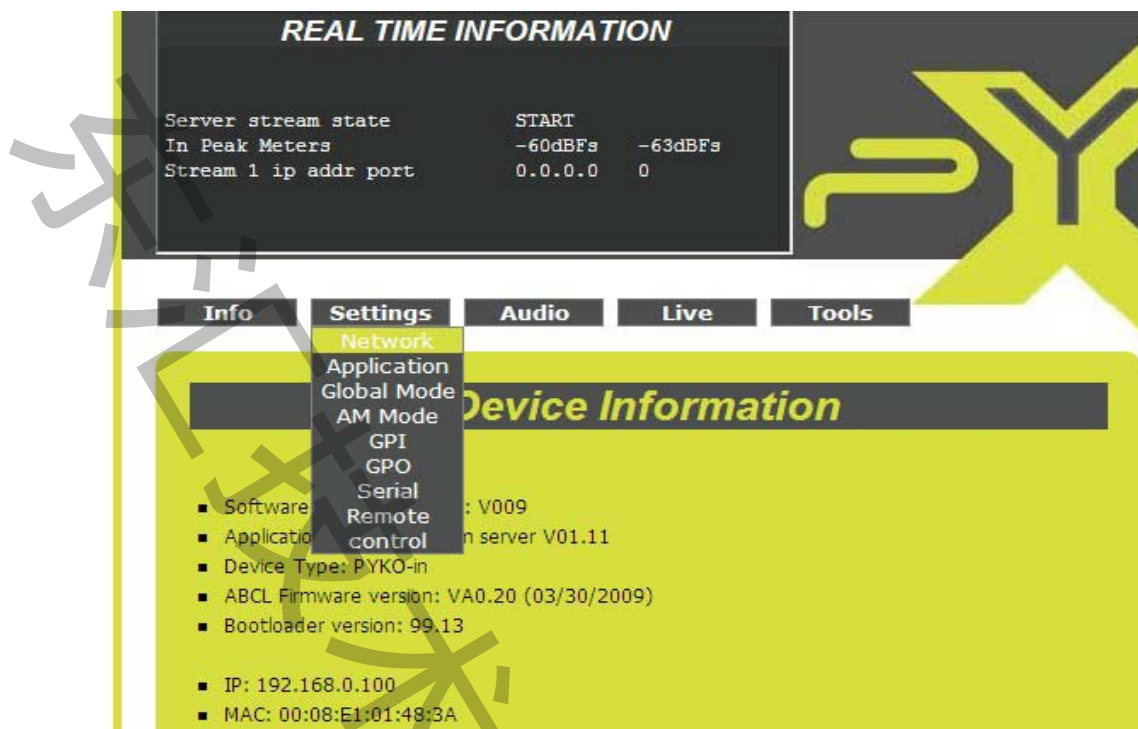 REAL TIME INFORMATION
Server stream state START
In Peak Meters -60dBFs -63dBFs
Stream 1 ip addr port 0.0.0.0 0
PY
Info Settings Audio Live Tools
Network
Application
Global Mode
AM Mode
GPI
GPO
Serial
Remote
control
Device Information
Software : V009
server V01.11
Device Type: PYKO-in
ABCL Firmware version: VA0.20 (03/30/2009)
Bootloader version: 99.13
IP: 192.168.0.100
MAC: 00:08:E1:01:48:3A